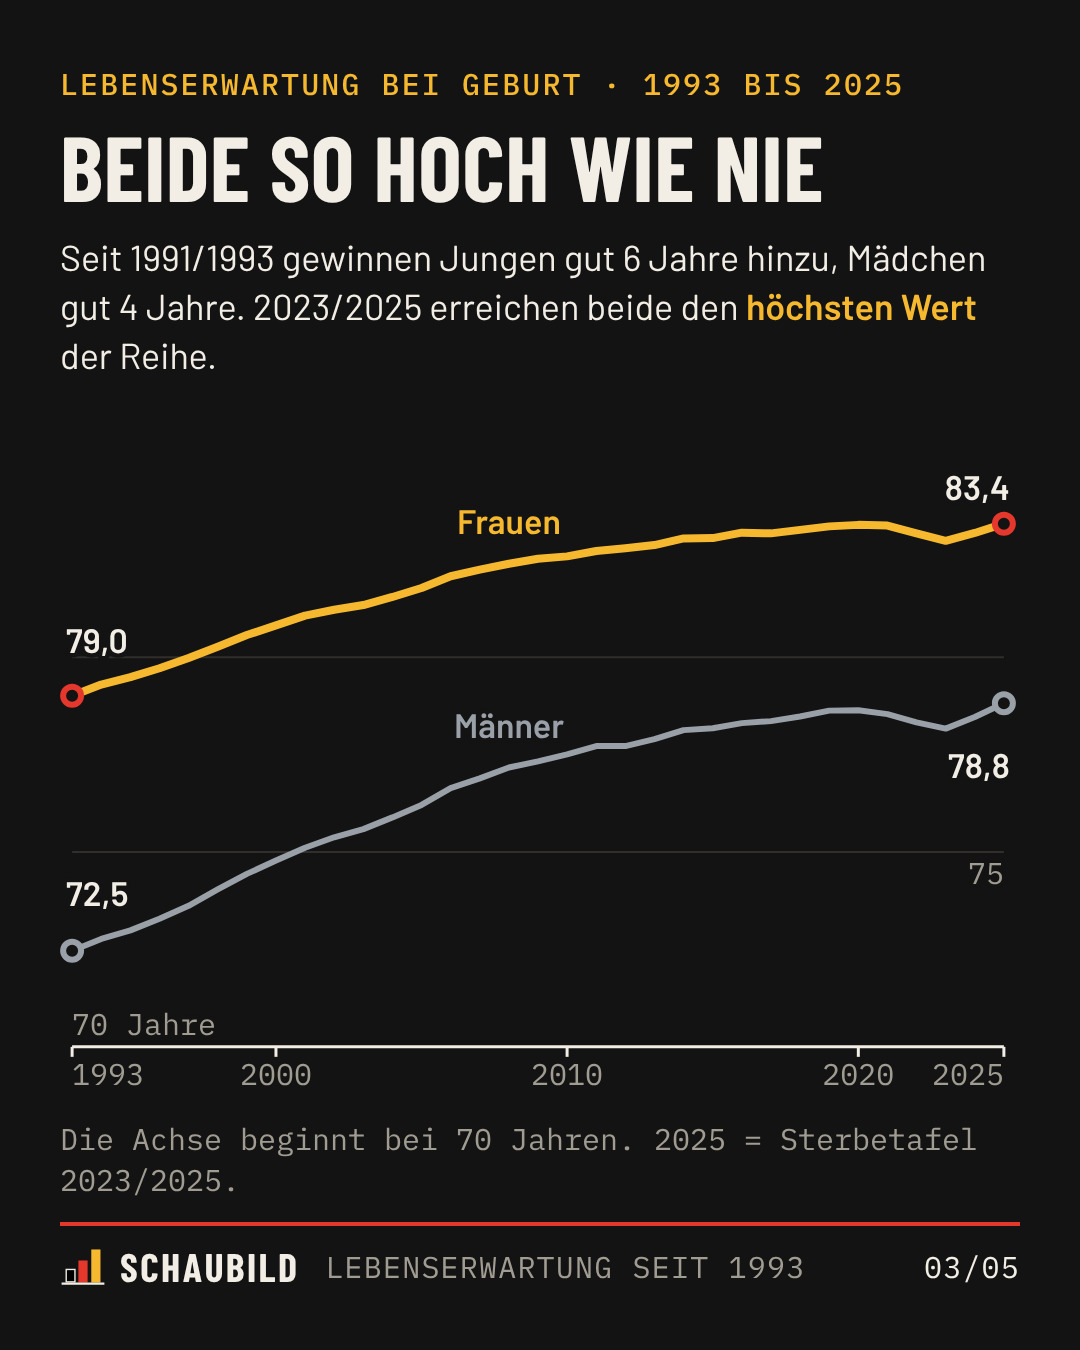 LEBENSERWARTUNG BEI GEBURT · 1993 BIS 2025
BEIDE SO HOCH WIE NIE
Seit 1991/1993 gewinnen Jungen gut 6 Jahre hinzu, Mädchen
gut 4 Jahre. 2023/2025 erreichen beide den höchsten Wert
der Reihe.
83,4
Frauen
79,0
Männer
78,8
75
72,5
70 Jahre
1993 2000 2010 2020 2025
Die Achse beginnt bei 70 Jahren. 2025 = Sterbetafel
2023/2025.
SCHAUBILD LEBENSERWARTUNG SEIT 1993 03/05